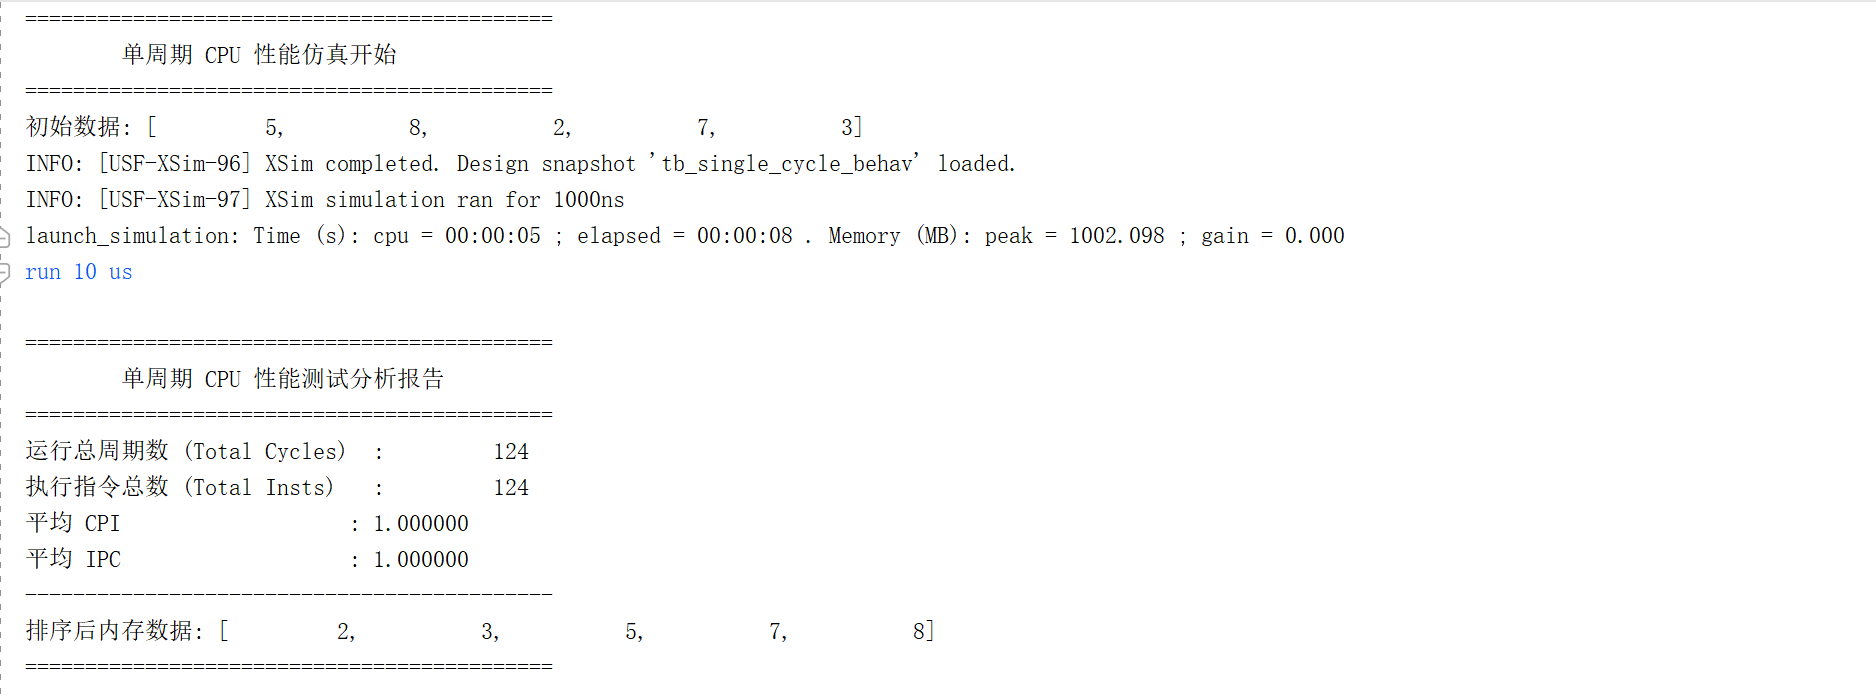 ============================================
        单周期 CPU 性能仿真开始
============================================
初始数据: [         5,          8,          2,          7,          3]
INFO: [USF-XSim-96] XSim completed. Design snapshot 'tb_single_cycle_behav' loaded.
INFO: [USF-XSim-97] XSim simulation ran for 1000ns
launch_simulation: Time (s): cpu = 00:00:05 ; elapsed = 00:00:08 . Memory (MB): peak = 1002.098 ; gain = 0.000
run 10 us
============================================
        单周期 CPU 性能测试分析报告
============================================
运行总周期数 (Total Cycles)  :         124
执行指令总数 (Total Insts)   :         124
平均 CPI                   : 1.000000
平均 IPC                   : 1.000000
--------------------------------------------
排序后内存数据: [         2,          3,          5,          7,          8]
============================================